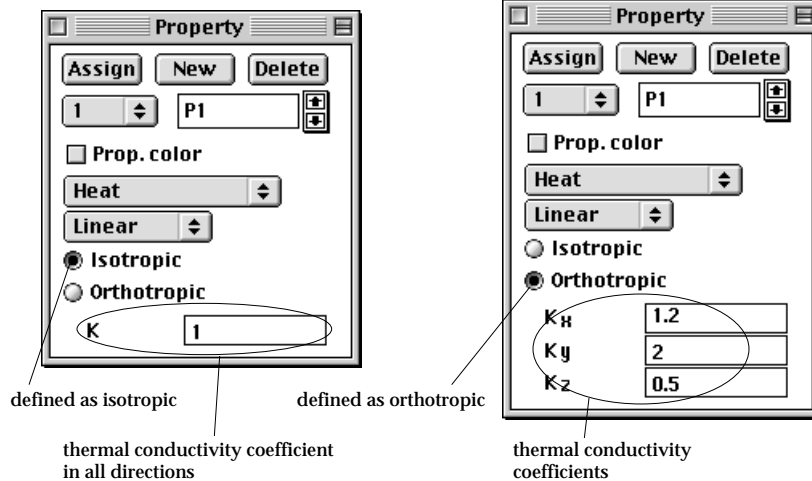 Property
Assign New Delete
1 P1
Prop. color
Heat
Linear
Isotropic
Orthotropic
K 1
defined as isotropic
thermal conductivity coefficient
in all directions
Property
Assign New Delete
1 P1
Prop. color
Heat
Linear
Isotropic
Orthotropic
Kx 1.2
Ky 2
Kz 0.5
defined as orthotropic
thermal conductivity
coefficients